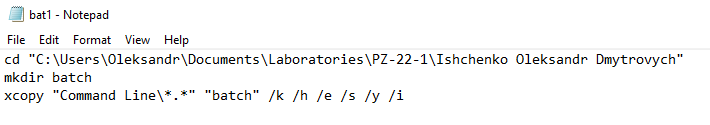 bat1 - Notepad
File Edit Format View Help
cd "C:\Users\Oleksandr\Documents\Laboratories\PZ-22-1\Ishchenko Oleksandr Dmytrovych"
mkdir batch
xcopy "Command Line\*.*" "batch" /k /h /e /s /y /i